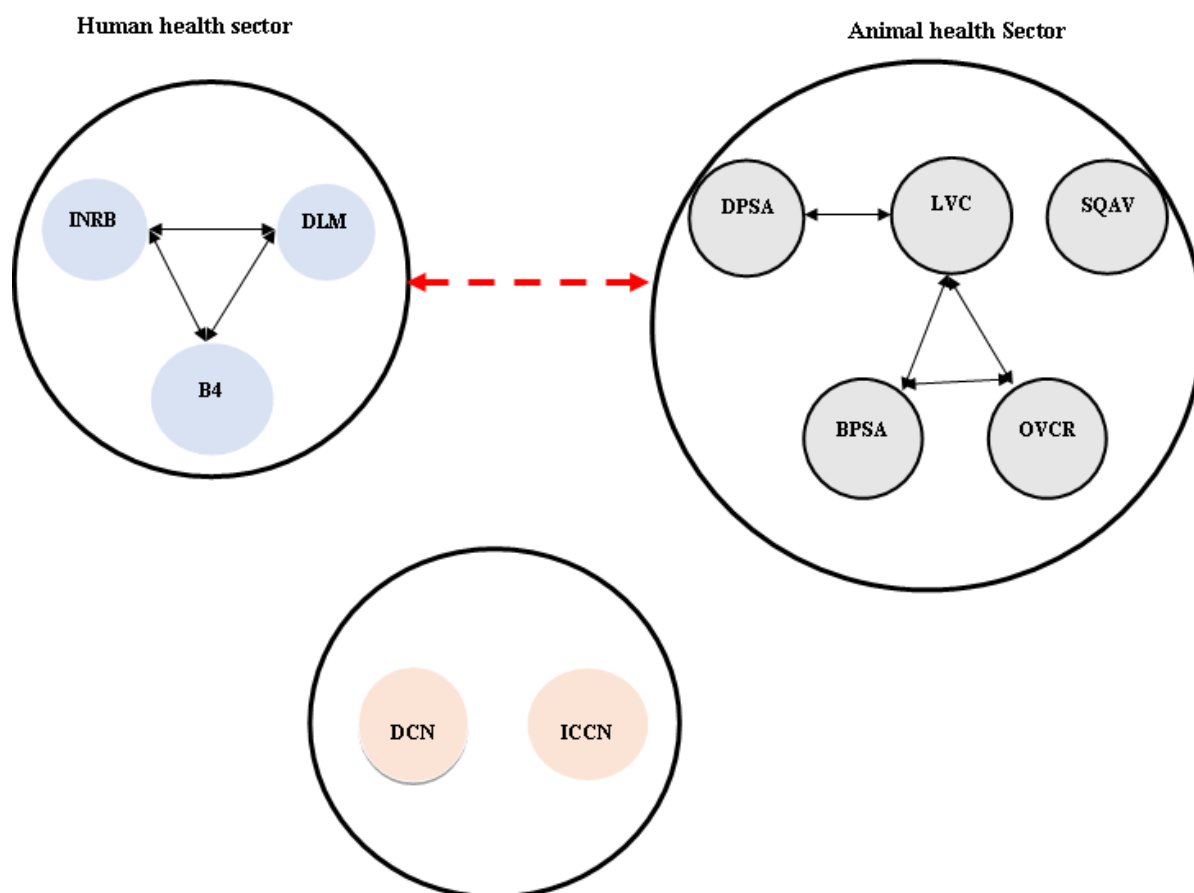 Human health sector
Animal health Sector
INRB
DLM
B4
DPSA
LVC
SQAV
BPSA
OVCR
DCN
ICCN